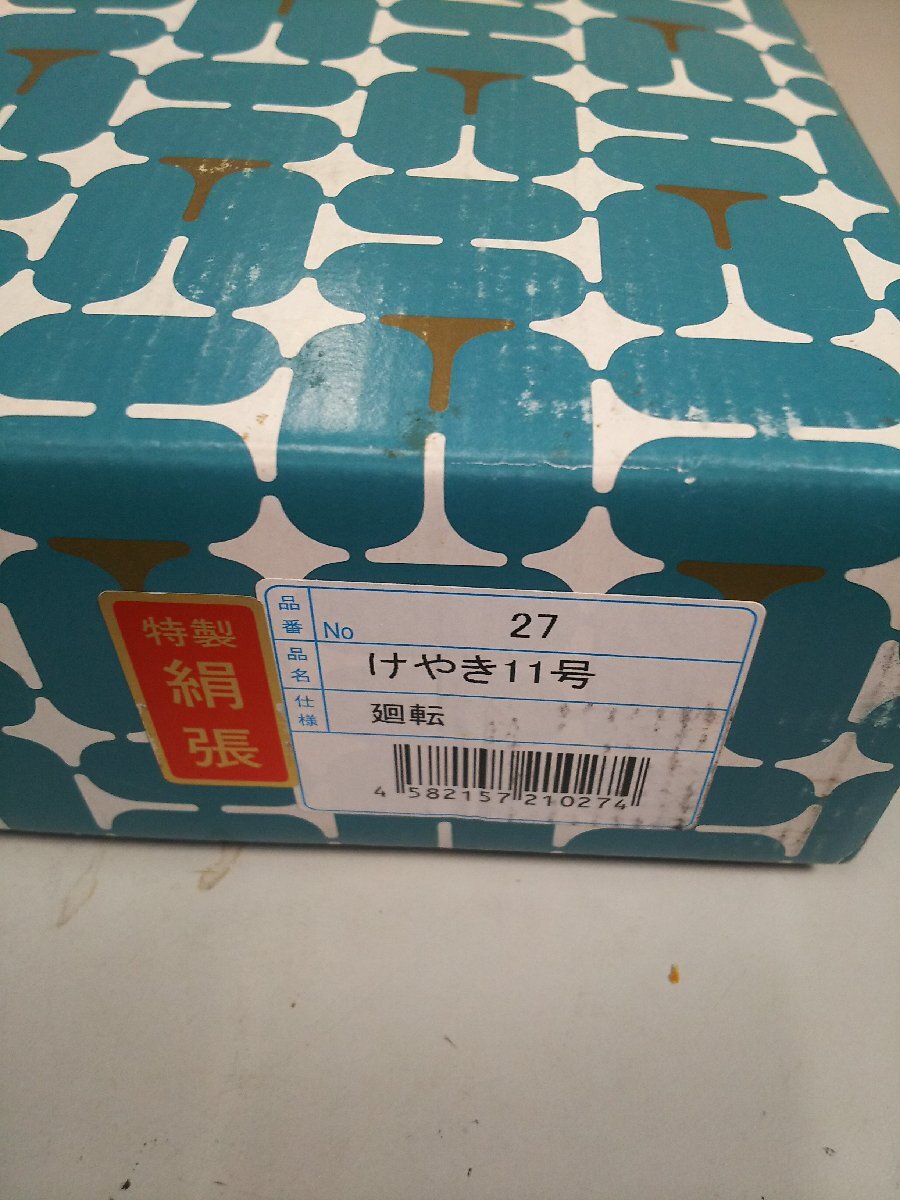 特製
絹
張
品番 No 27
品名 けやき11号
仕様 廻転
4 582157 210274